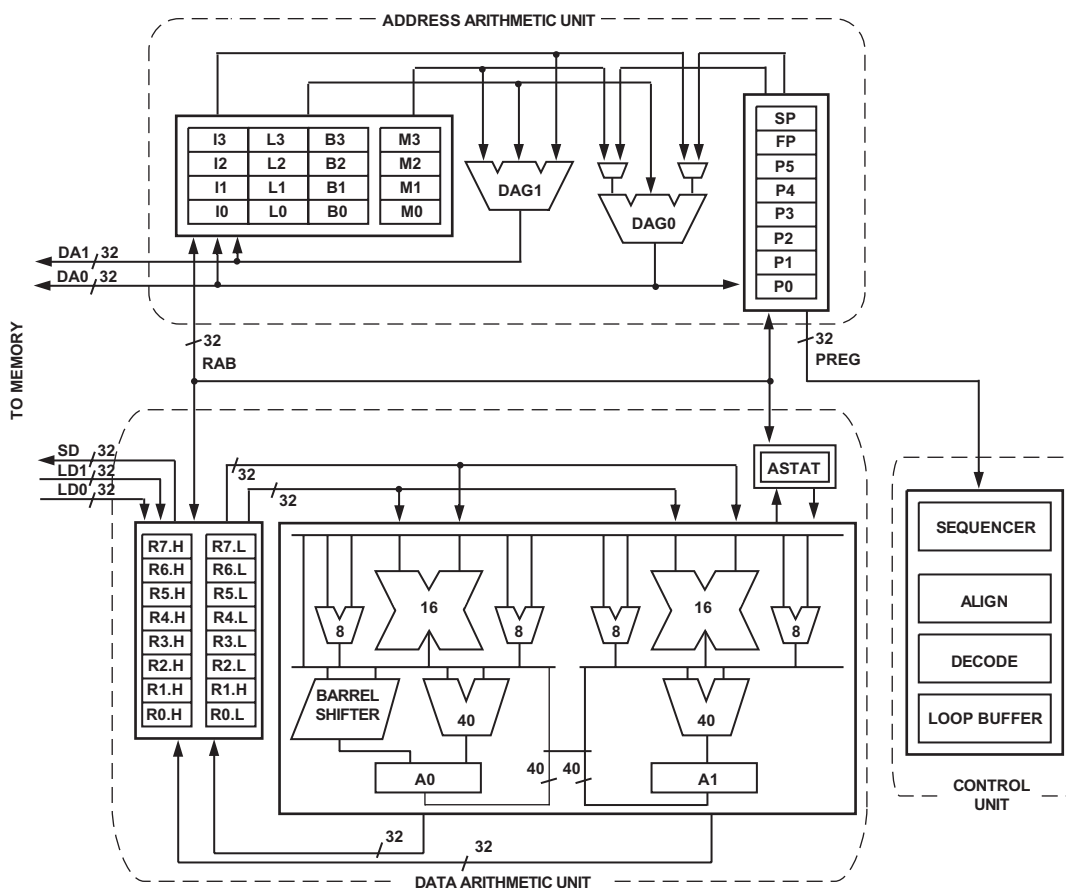 ADDRESS ARITHMETIC UNIT
I3 L3 B3 M3
I2 L2 B2 M2
I1 L1 B1 M1
I0 L0 B0 M0
DAG1
DAG0
SP
FP
P5
P4
P3
P2
P1
P0
DA1 32
DA0 32
32
RAB
32
PREG
TO MEMORY
SD 32
LD1 32
LD0 32
32
32
ASTAT
R7.H R7.L
R6.H R6.L
R5.H R5.L
R4.H R4.L
R3.H R3.L
R2.H R2.L
R1.H R1.H
R0.H R0.L
8
16
8
8
16
8
BARREL
SHIFTER
40
40
A0
40 40
A1
32
32
DATA ARITHMETIC UNIT
SEQUENCER
ALIGN
DECODE
LOOP BUFFER
CONTROL
UNIT